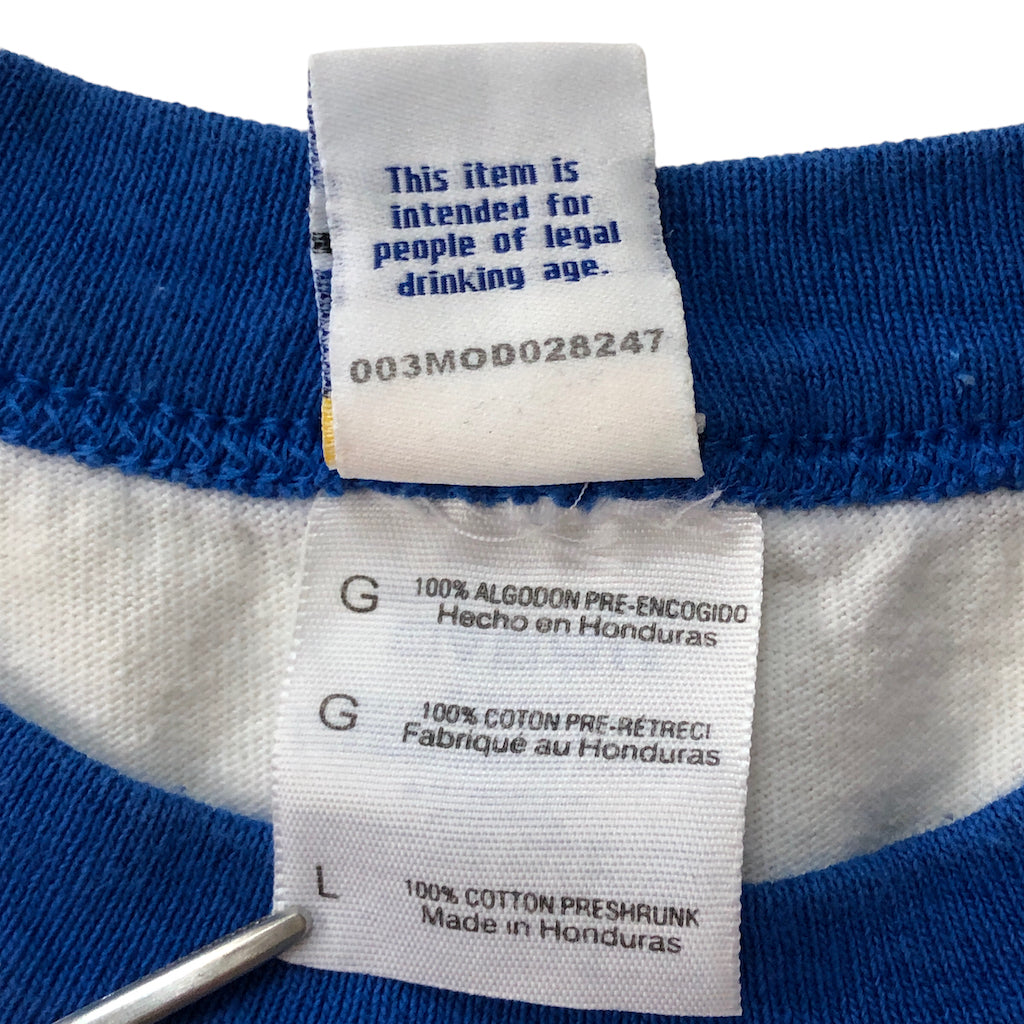 This item is
intended for
people of legal
drinking age.
003MOD028247
G 100% ALGODON PRE-ENCOGIDO
Hecho en Honduras
G 100% COTON PRE-RÉTRECI
Fabriqué au Honduras
L 100% COTTON PRESHRUNK
Made in Honduras